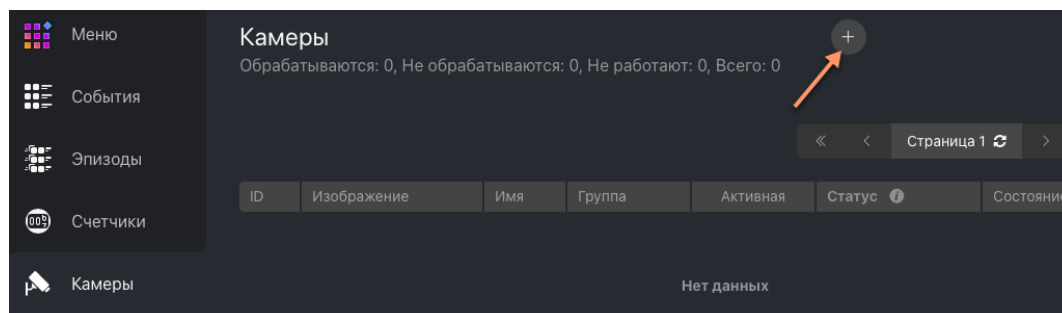 Меню
Камеры
+
Обрабатываются: 0, Не обрабатываются: 0, Не работают: 0, Всего: 0
События
Эпизоды
« < Страница 1 >
ID Изображение Имя Группа Активная Статус Состояние
Счетчики
Камеры
Нет данных